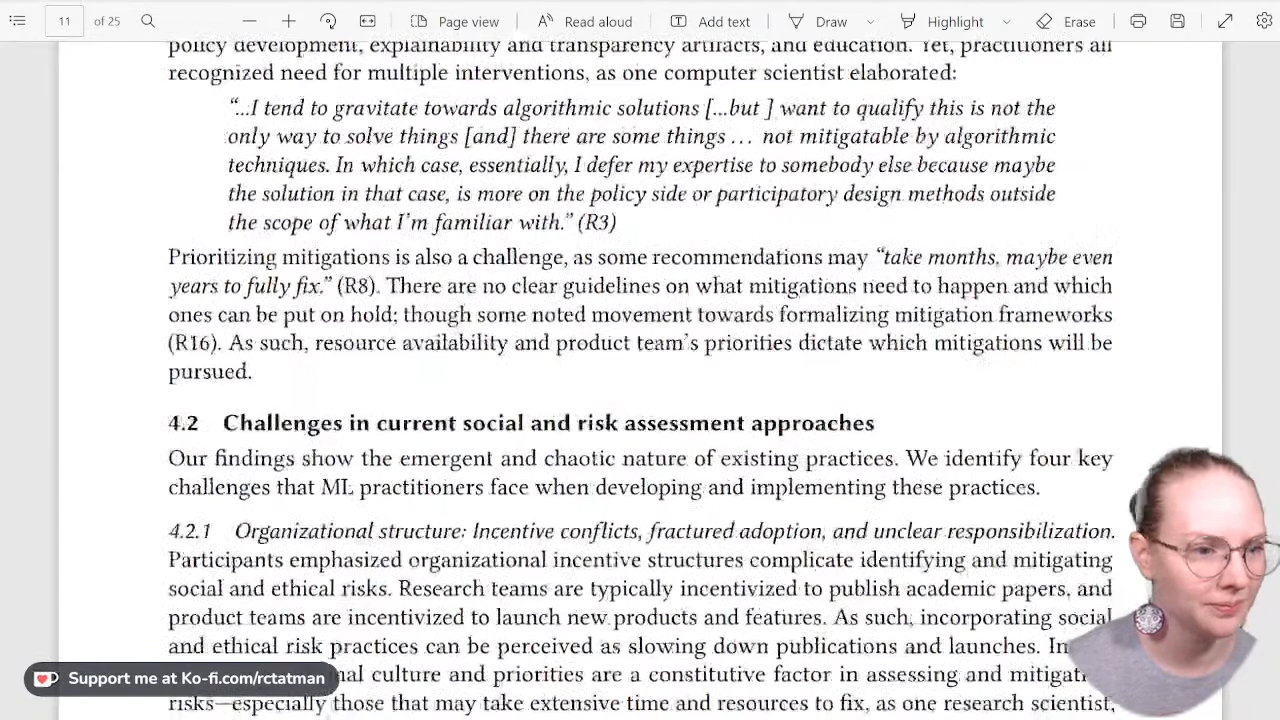 11 of 25 Page view Read aloud Add text Draw Highlight Erase
policy development, explainability and transparency artifacts, and education. Yet, practitioners all
recognized need for multiple interventions, as one computer scientist elaborated:
“...I tend to gravitate towards algorithmic solutions [...but ] want to qualify this is not the
only way to solve things [and] there are some things ... not mitigatable by algorithmic
techniques. In which case, essentially, I defer my expertise to somebody else because maybe
the solution in that case, is more on the policy side or participatory design methods outside
the scope of what I’m familiar with.” (R3)
Prioritizing mitigations is also a challenge, as some recommendations may “take months, maybe even
years to fully fix.” (R8). There are no clear guidelines on what mitigations need to happen and which
ones can be put on hold; though some noted movement towards formalizing mitigation frameworks
(R16). As such, resource availability and product team’s priorities dictate which mitigations will be
pursued.
4.2 Challenges in current social and risk assessment approaches
Our findings show the emergent and chaotic nature of existing practices. We identify four key
challenges that ML practitioners face when developing and implementing these practices.
4.2.1 Organizational structure: Incentive conflicts, fractured adoption, and unclear responsibilization.
Participants emphasized organizational incentive structures complicate identifying and mitigating
social and ethical risks. Research teams are typically incentivized to publish academic papers, and
product teams are incentivized to launch new products and features. As such, incorporating social
and ethical risk practices can be perceived as slowing down publications and launches.
culture and priorities are a constitutive factor in assessing and
risks—especially those that may take extensive time and resources to fix, as one research scientist,
Support me at Ko-fi.com/rctatman